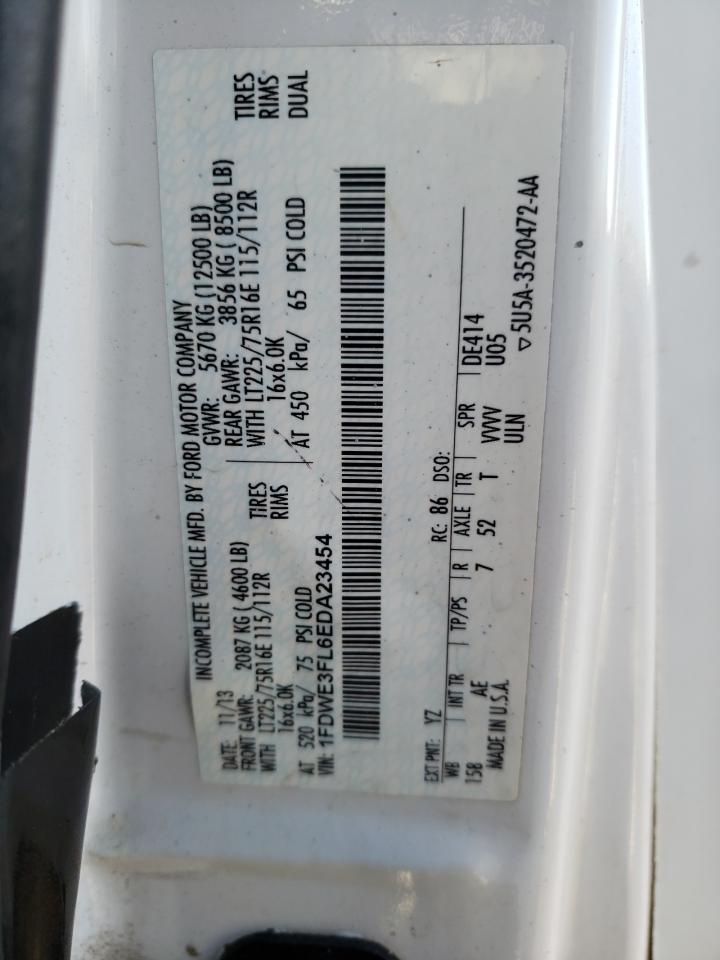 INCOMPLETE VEHICLE MFD. BY FORD MOTOR COMPANY
DATE: 11/13 GVWR: 5670 KG (12500 LB)
FRONT GAWR: 2087 KG ( 4600 LB) REAR GAWR: 3856 KG ( 8500 LB)
WITH LT225/75R16E 115/112R TIRES WITH LT225/75R16E 115/112R TIRES
16x6.0K RIMS 16x6.0K RIMS
AT 520 kPa/ 75 PSI COLD AT 450 kPa/ 65 PSI COLD DUAL
VIN: 1FDWE3FL6EDA23454
EXT PNT: YZ RC: 86 DSO:
WB INT TR TP/PS R AXLE TR SPR DE414
158 AE 7 52 T VVVV U05
MADE IN U.S.A. ULN
▽5U5A-3520472-AA